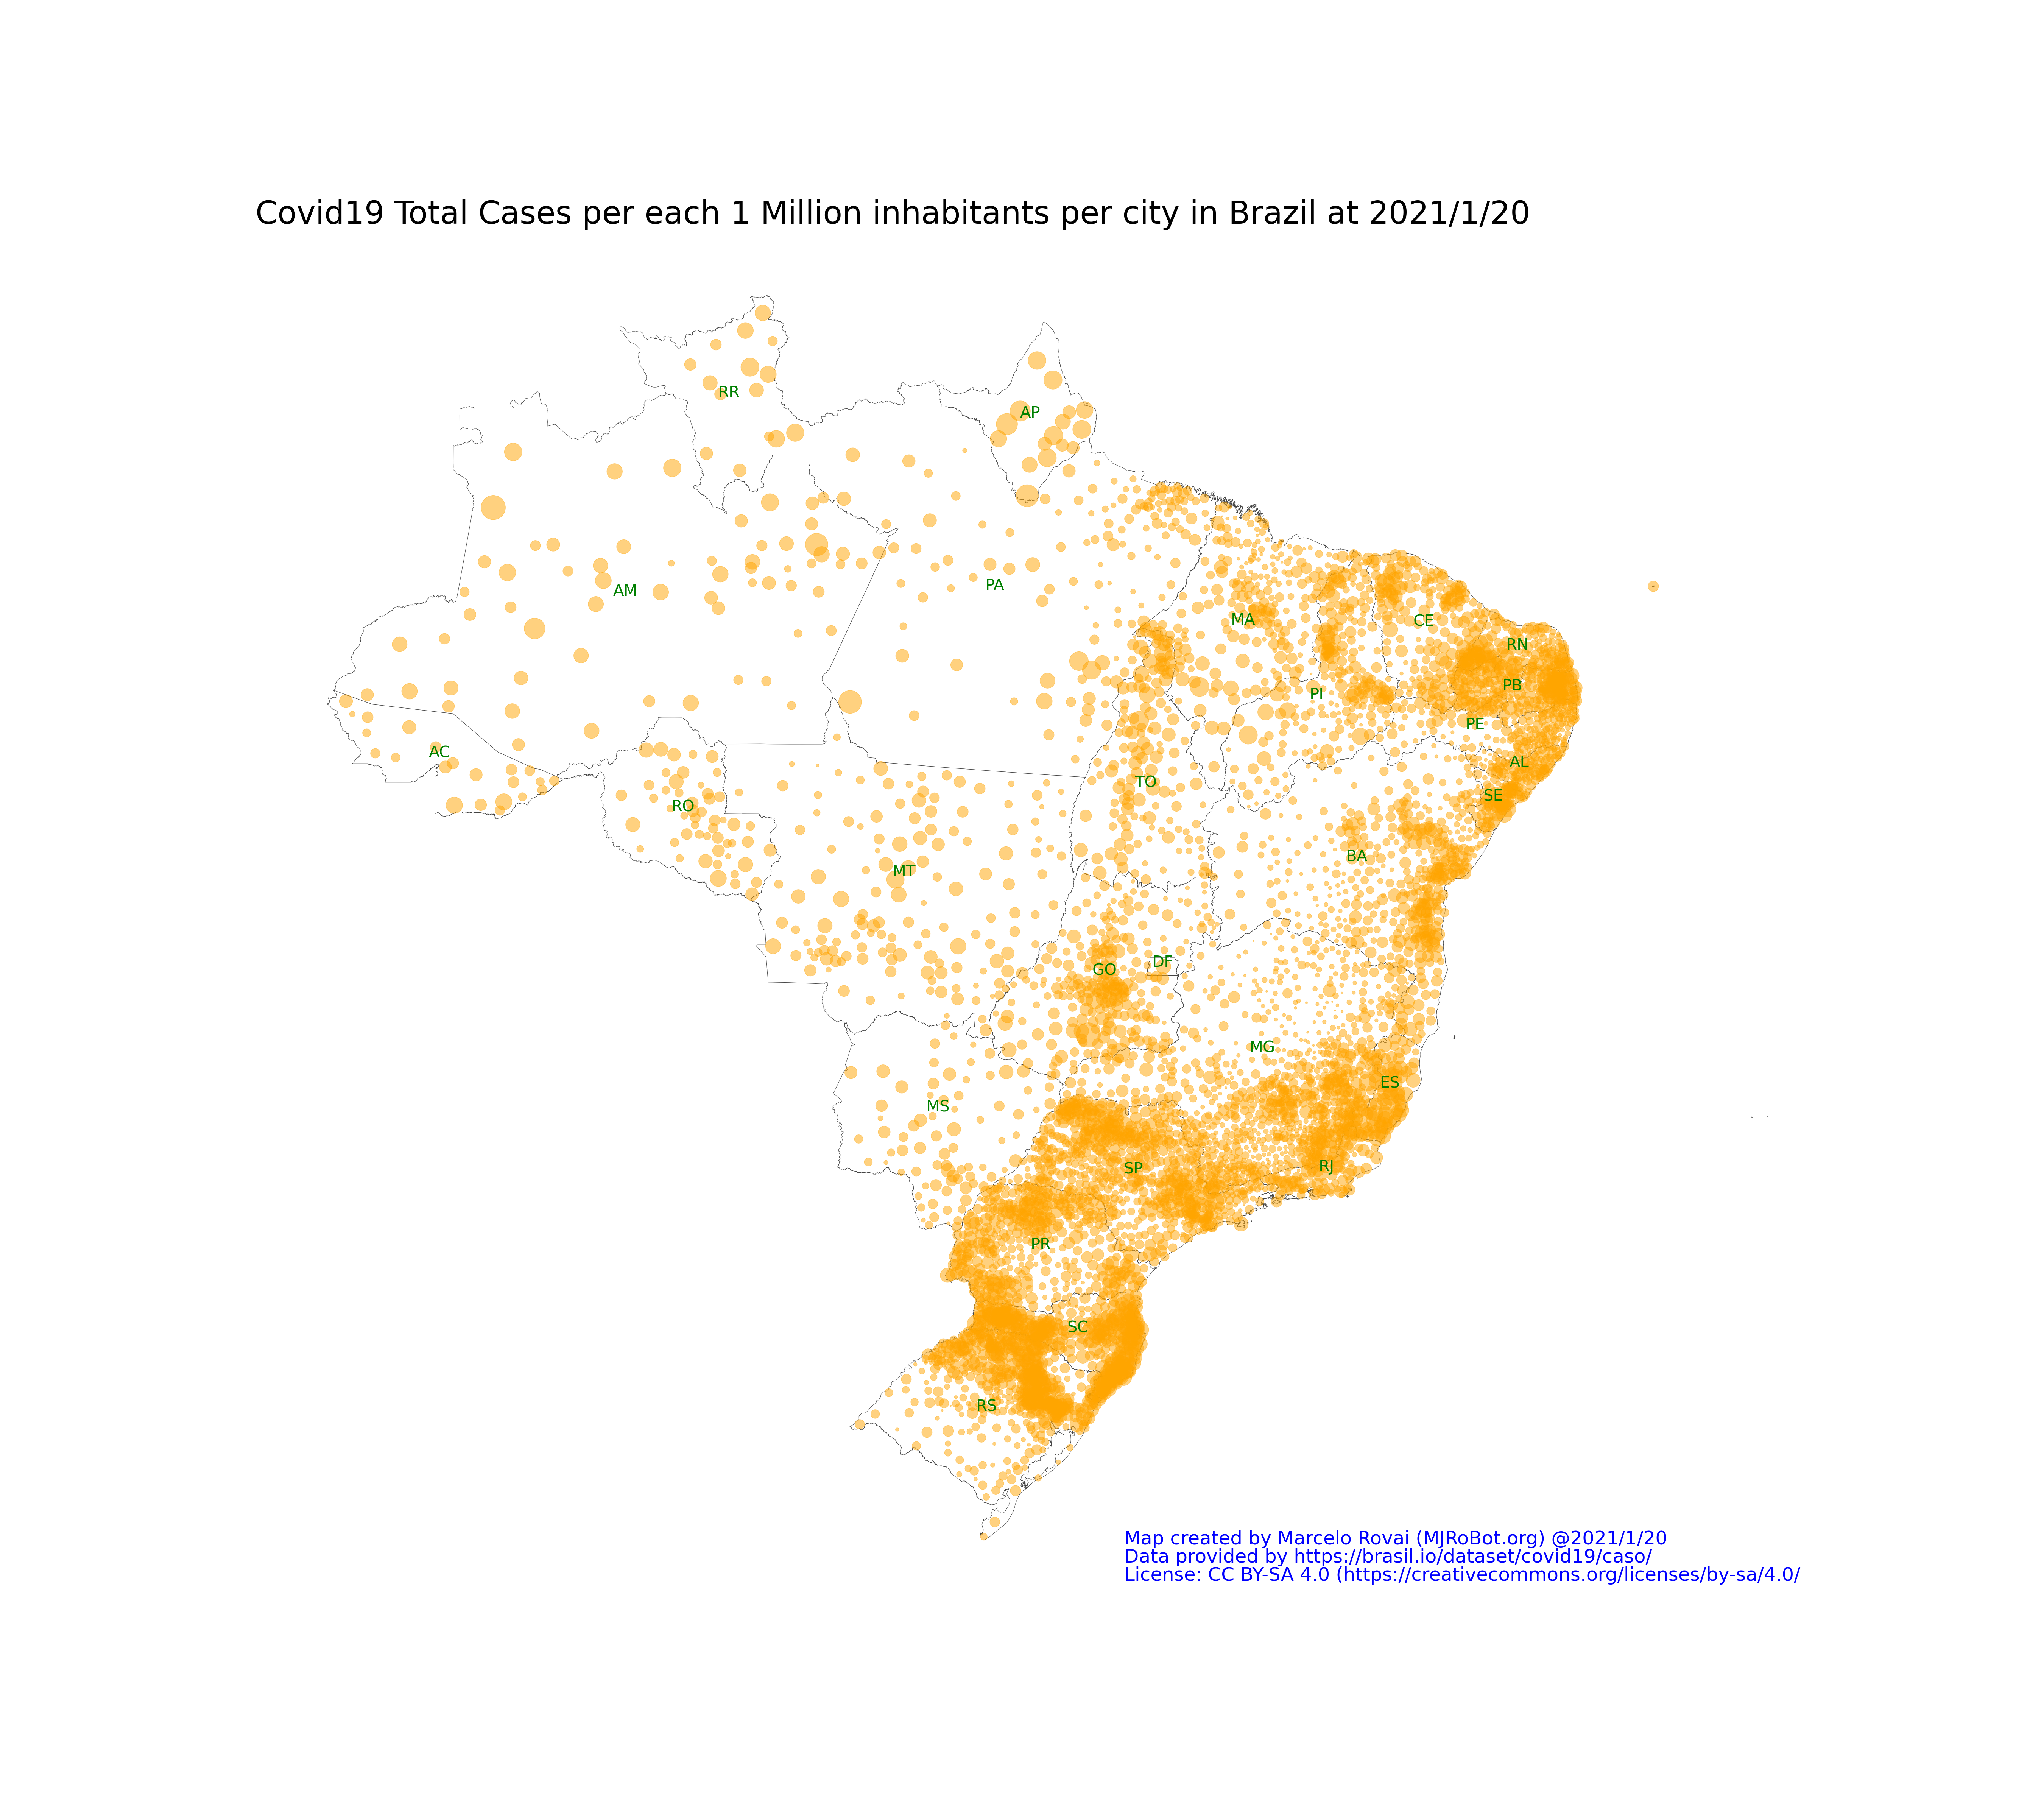 Covid19 Total Cases per each 1 Million inhabitants per city in Brazil at 2021/1/20
RR
AP
AM
PA
MA
CE
RN
PB
PI
PE
AC
AL
TO
SE
RO
BA
MT
DF
GO
MG
ES
MS
RJ
SP
PR
SC
RS
Map created by Marcelo Rovai (MJRoBot.org) @2021/1/20
Data provided by https://brasil.io/dataset/covid19/caso/
License: CC BY-SA 4.0 (https://creativecommons.org/licenses/by-sa/4.0/